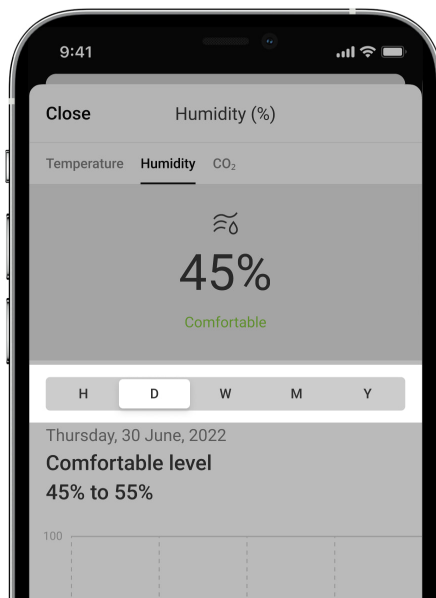 9:41
Close Humidity (%)
Temperature Humidity CO₂
45%
Comfortable
H D W M Y
Thursday, 30 June, 2022
Comfortable level
45% to 55%
100